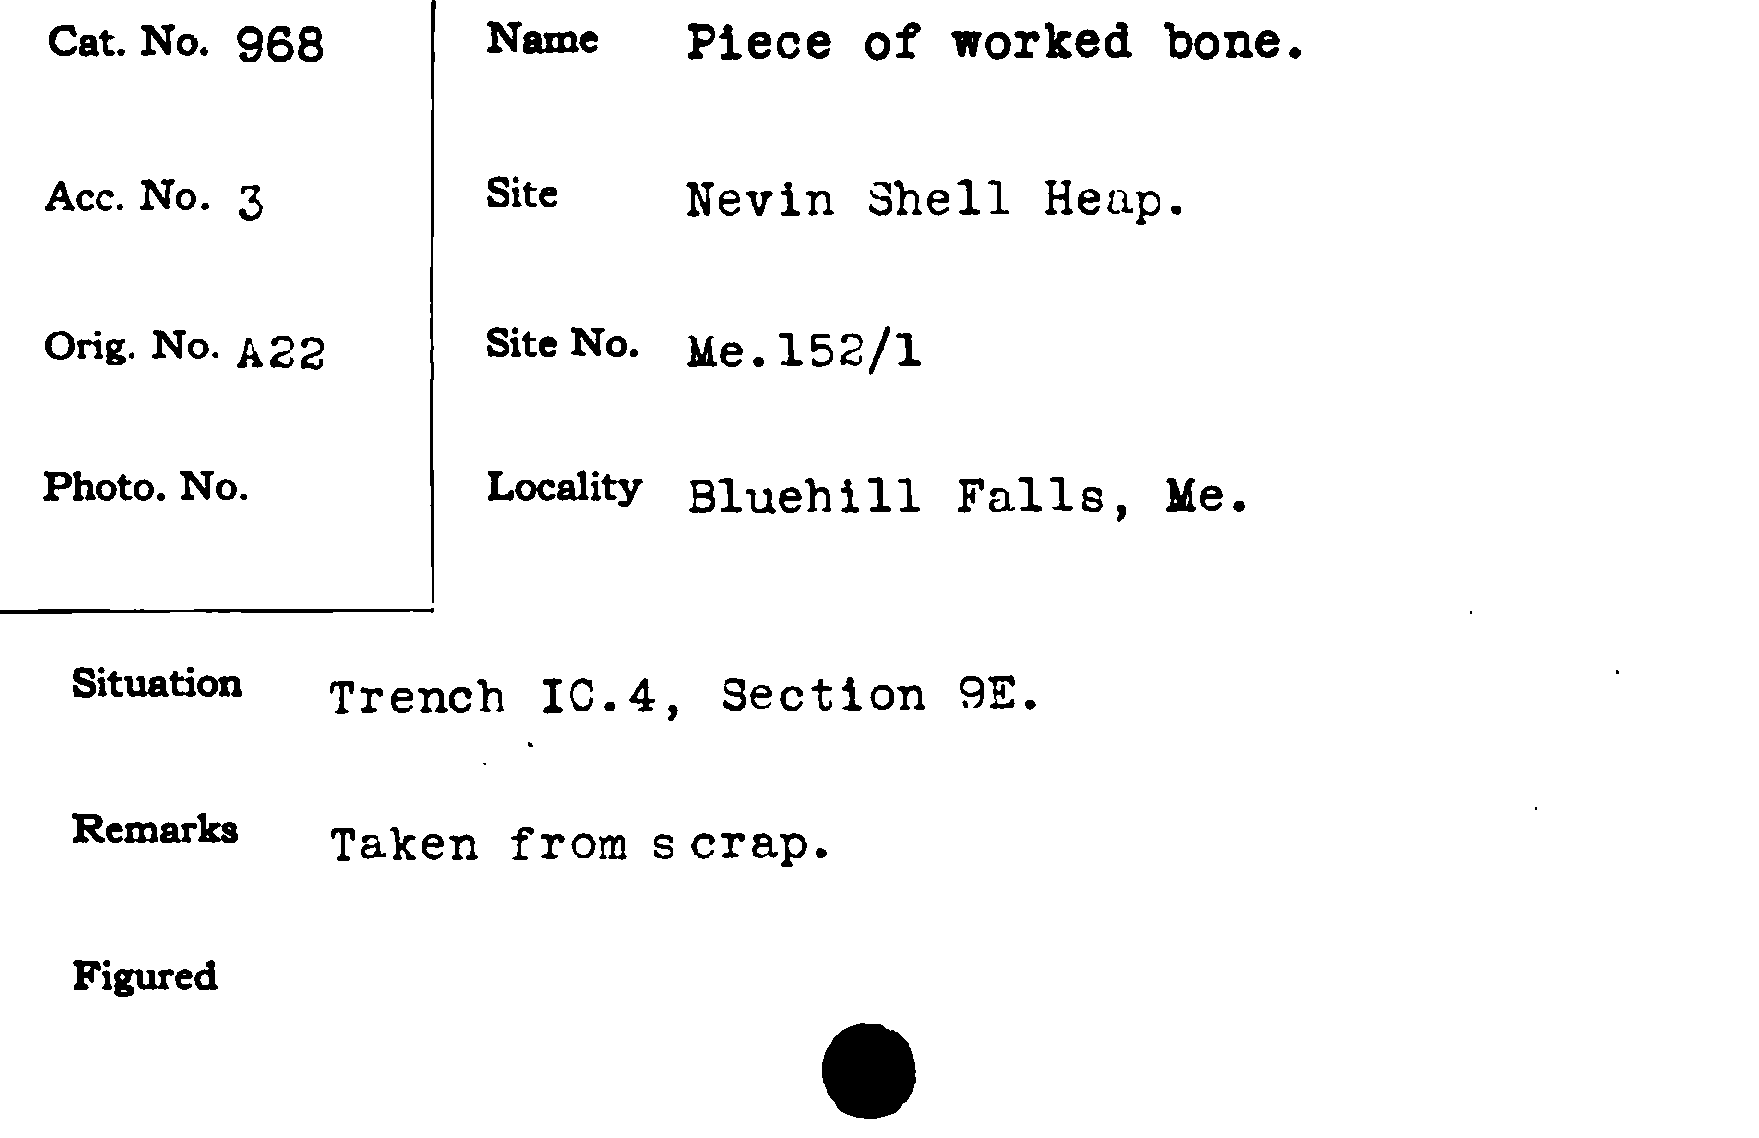 Cat. No. 968
Name Piece of worked bone.
Acc. No. 3
Site Nevin Shell Heap.
Orig. No. A22
Site No. Me.152/1
Photo. No.
Locality Bluehill Falls, Me.
Situation Trench IC.4, Section 9E.
Remarks Taken from scrap.
Figured